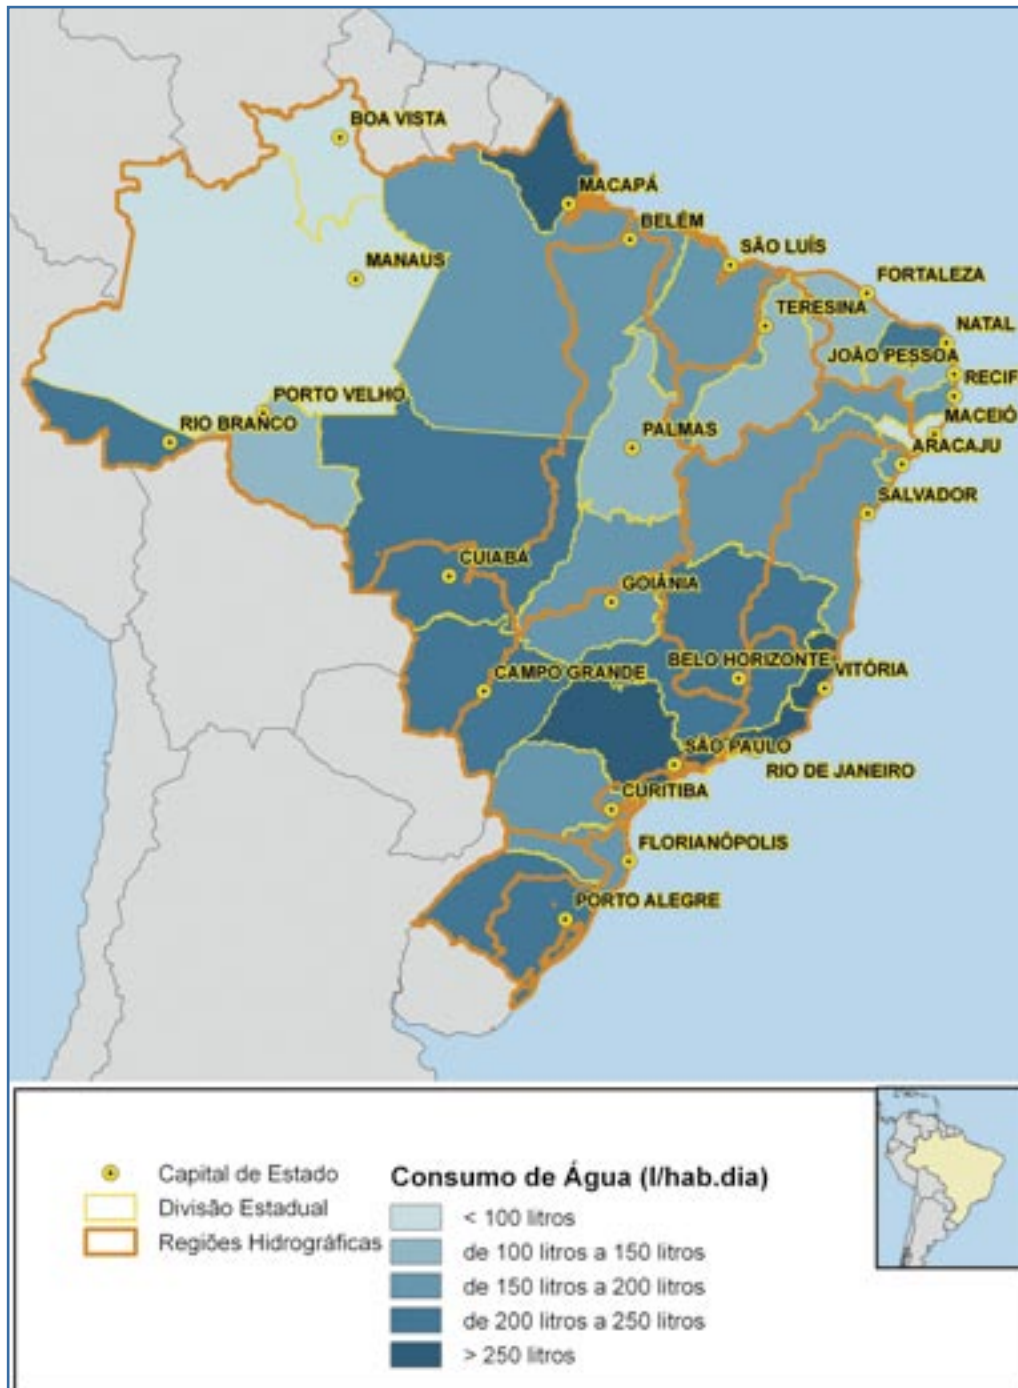 BOA VISTA
MACAPÁ
BELÉM
SÃO LUÍS
MANAUS
FORTALEZA
TERESINA
NATAL
JOÃO PESSOA
RECIF
PORTO VELHO
MACEIÓ
RIO BRANCO
PALMAS
ARACAJU
SALVADOR
CUIABÁ
GOIÂNIA
BELO HORIZONTE
VITÓRIA
CAMPO GRANDE
SÃO PAULO
RIO DE JANEIRO
CURITIBA
FLORIANÓPOLIS
PORTO ALEGRE
Capital de Estado
Divisão Estadual
Regiões Hidrográficas
Consumo de Água (l/hab.dia)
< 100 litros
de 100 litros a 150 litros
de 150 litros a 200 litros
de 200 litros a 250 litros
> 250 litros